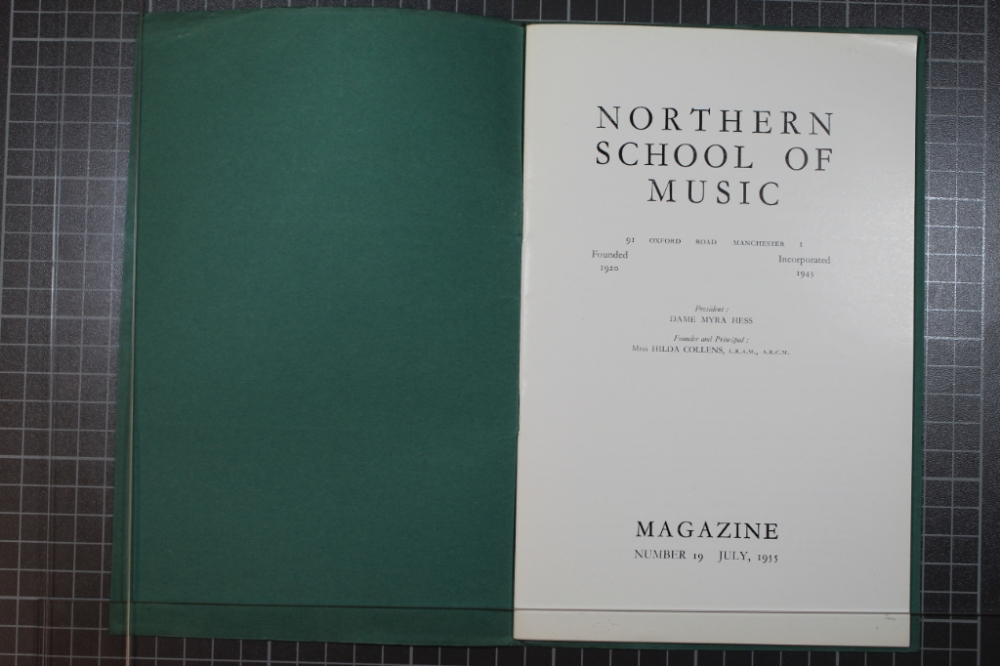 NORTHERN
SCHOOL OF
MUSIC
91 OXFORD ROAD MANCHESTER 1
Founded Incorporated
1920 1943
President :
DAME MYRA HESS
Founder and Principal :
Miss HILDA COLLENS, L.R.A.M., A.R.C.M.
MAGAZINE
NUMBER 19 JULY, 1955